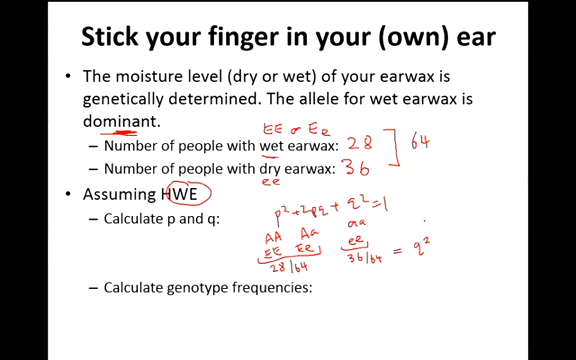 Stick your finger in your (own) ear
• The moisture level (dry or wet) of your earwax is
genetically determined. The allele for wet earwax is
dominant.
EE or Ee
– Number of people with wet earwax: 28
64
– Number of people with dry earwax: 36
ee
• Assuming HWE
– Calculate p and q:
p²+2pq + q²=1
AA Aa aa
EE Ee ee
28/64 36/64 = q²
– Calculate genotype frequencies: